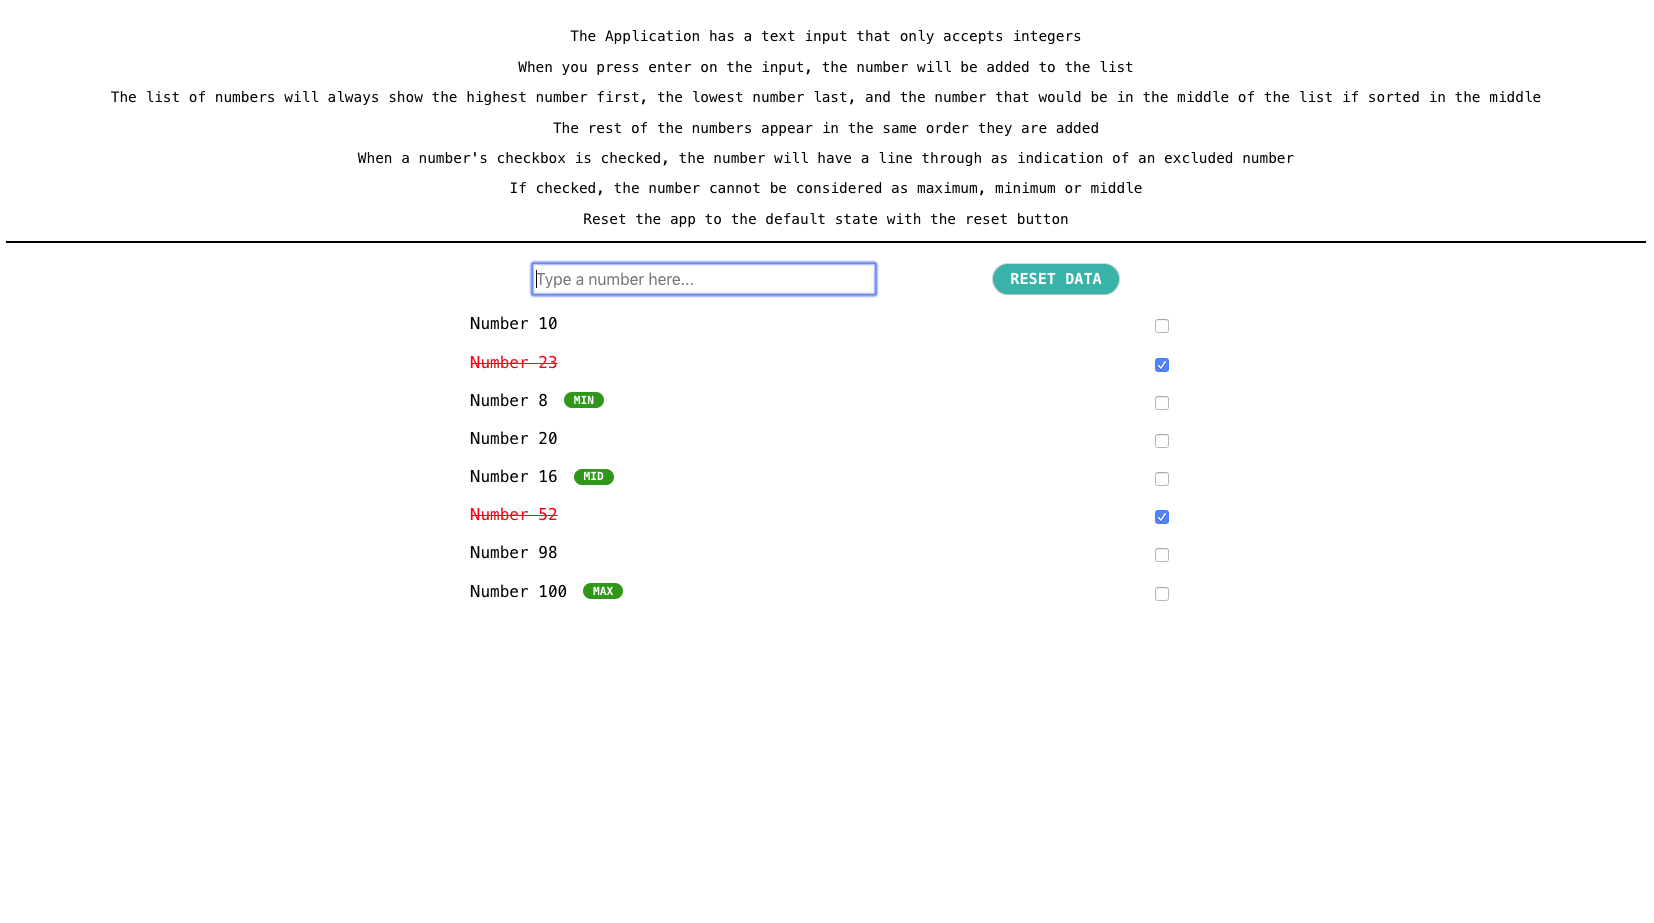 The Application has a text input that only accepts integers
When you press enter on the input, the number will be added to the list
The list of numbers will always show the highest number first, the lowest number last, and the number that would be in the middle of the list if sorted in the middle
The rest of the numbers appear in the same order they are added
When a number's checkbox is checked, the number will have a line through as indication of an excluded number
If checked, the number cannot be considered as maximum, minimum or middle
Reset the app to the default state with the reset button
Type a number here... RESET DATA
Number 10
Number 23
Number 8 MIN
Number 20
Number 16 MID
Number 52
Number 98
Number 100 MAX